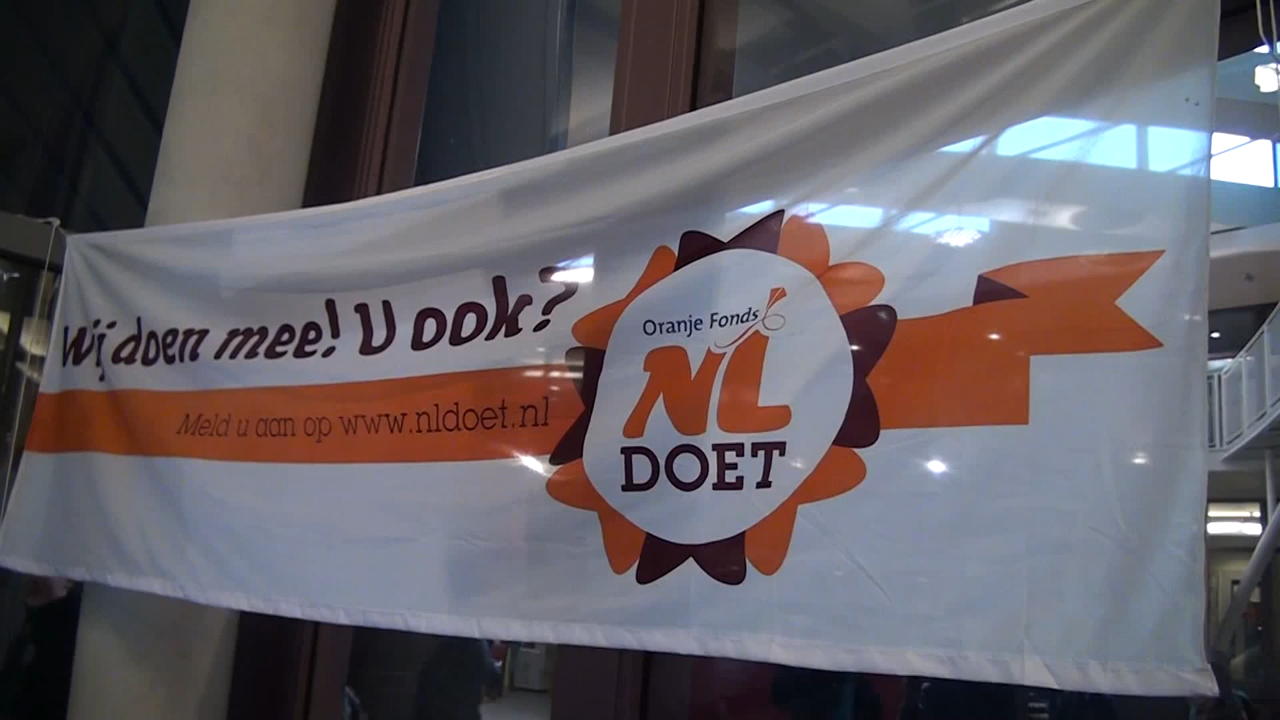 Wij doen mee! U ook?
Meld u aan op www.nldoet.nl
Oranje Fonds
NL
DOET